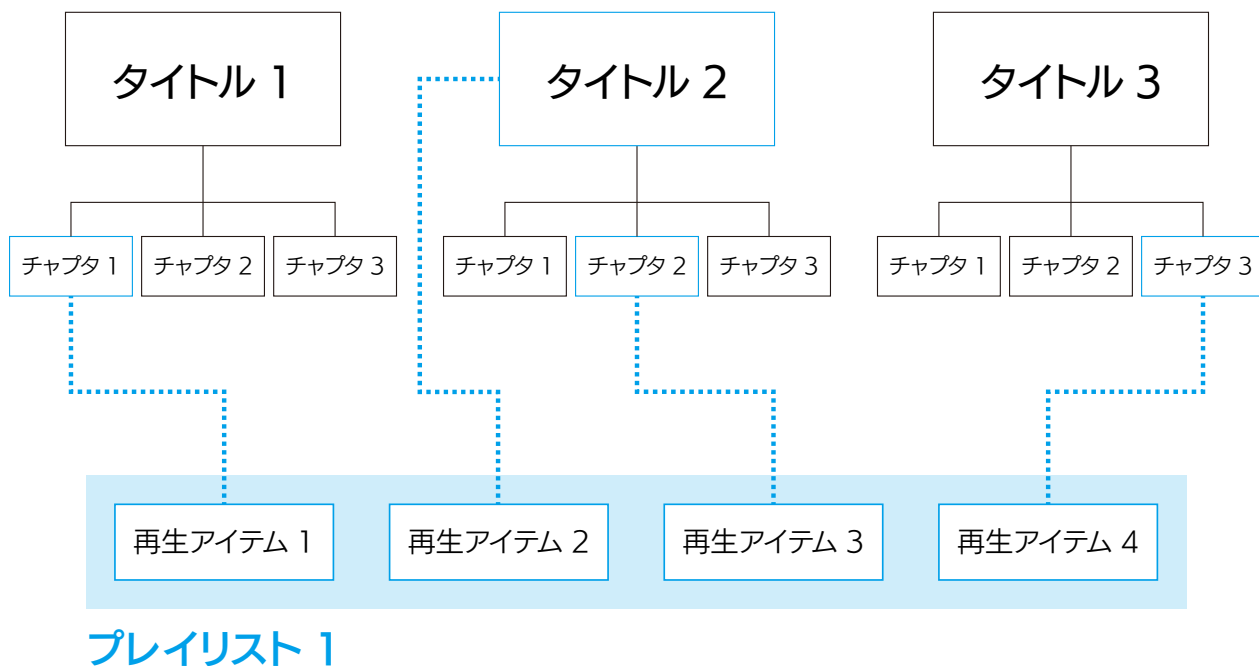 タイトル 1
タイトル 2
タイトル 3
チャプタ 1
チャプタ 2
チャプタ 3
チャプタ 1
チャプタ 2
チャプタ 3
チャプタ 1
チャプタ 2
チャプタ 3
再生アイテム 1
再生アイテム 2
再生アイテム 3
再生アイテム 4
プレイリスト 1